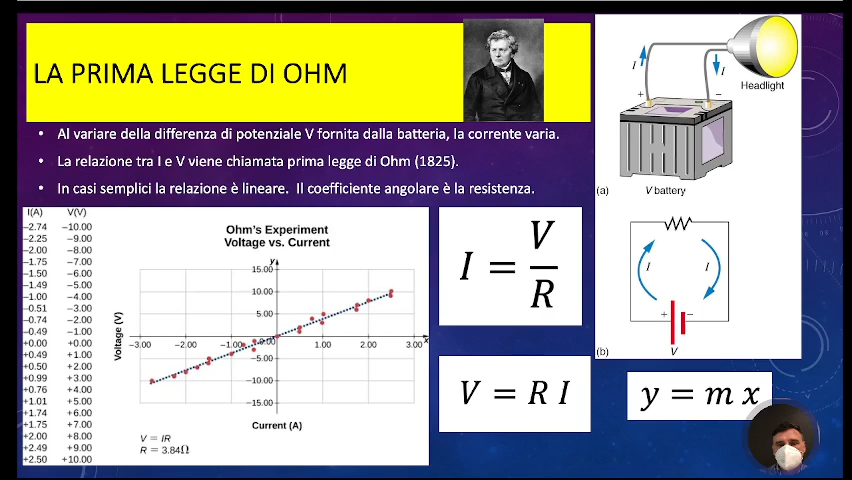 LA PRIMA LEGGE DI OHM
• Al variare della differenza di potenziale V fornita dalla batteria, la corrente varia.
• La relazione tra I e V viene chiamata prima legge di Ohm (1825).
• In casi semplici la relazione è lineare. Il coefficiente angolare è la resistenza.
I(A) V(V)
−2.74 −10.00
−2.25 −9.00
−2.00 −8.00
−1.75 −7.00
−1.50 −6.00
−1.49 −5.00
−1.00 −4.00
−0.51 −3.00
−0.74 −2.00
−0.49 −1.00
+0.00 +0.00
+0.49 +1.00
+0.50 +2.00
+0.99 +3.00
+0.76 +4.00
+1.01 +5.00
+1.74 +6.00
+1.75 +7.00
+2.00 +8.00
+2.49 +9.00
+2.50 +10.00
Ohm's Experiment
Voltage vs. Current
y
15.00
10.00
5.00
−3.00 −2.00 −1.00 0.00 1.00 2.00 3.00 x
−5.00
−10.00
−15.00
Voltage (V)
Current (A)
V = IR
R = 3.84Ω
I = V/R
V = R I
y = m x
I
I
Headlight
+ −
(a) V battery
I I
+ −
(b) V